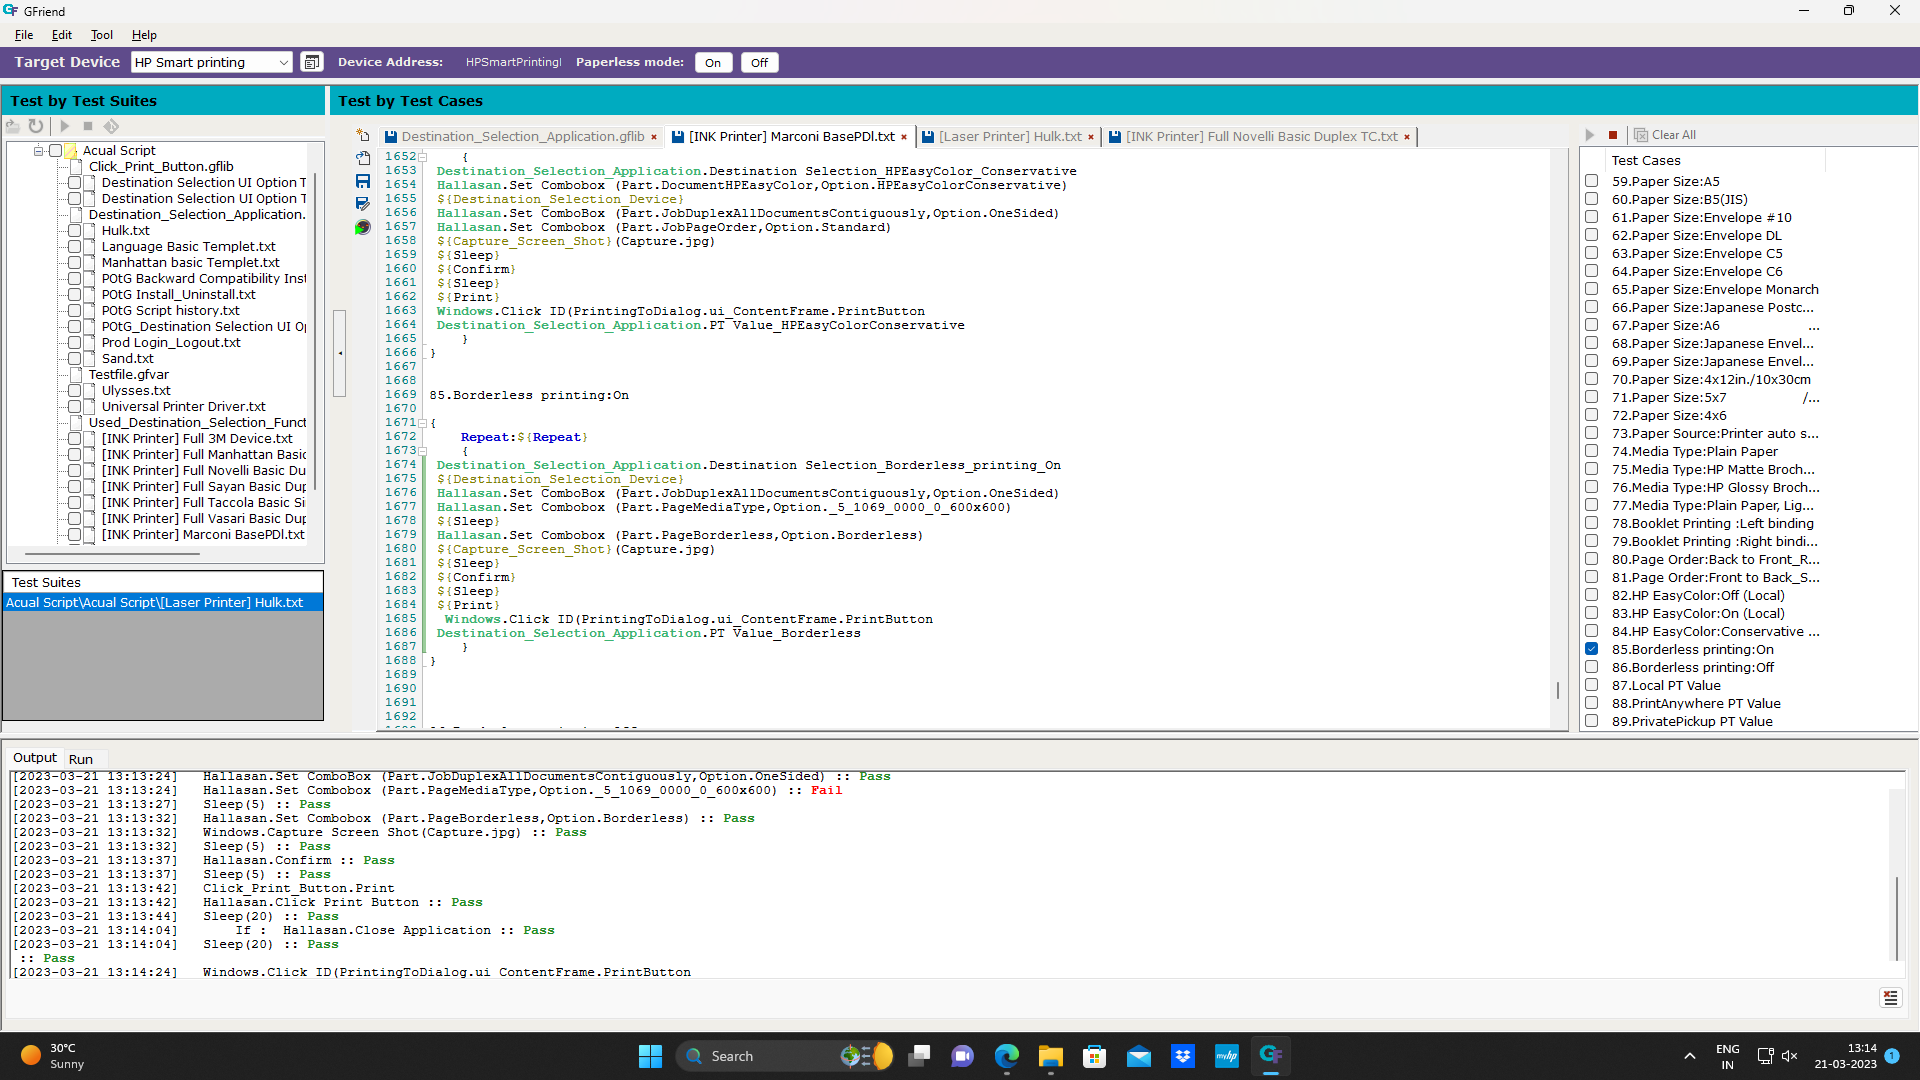 GFriend
File Edit Tool Help
Target Device HP Smart printing Device Address: HPSmartPrintingI Paperless mode: On Off
Test by Test Suites
Acual Script
Click_Print_Button.gflib
Destination Selection UI Option T
Destination Selection UI Option T
Destination_Selection_Application.
Hulk.txt
Language Basic Templet.txt
Manhattan basic Templet.txt
POtG Backward Compatibility Inst
POtG Install_Uninstall.txt
POtG Script history.txt
POtG_Destination Selection UI Op
Prod Login_Logout.txt
Sand.txt
Testfile.gfvar
Ulysses.txt
Universal Printer Driver.txt
Used_Destination_Selection_Funct
[INK Printer] Full 3M Device.txt
[INK Printer] Full Manhattan Basic
[INK Printer] Full Novelli Basic Du
[INK Printer] Full Sayan Basic Dup
[INK Printer] Full Taccola Basic Si
[INK Printer] Full Vasari Basic Dup
[INK Printer] Marconi BasePDl.txt
Test Suites
Acual Script\Acual Script\[Laser Printer] Hulk.txt
Test by Test Cases
Destination_Selection_Application.gflib × [INK Printer] Marconi BasePDl.txt × [Laser Printer] Hulk.txt × [INK Printer] Full Novelli Basic Duplex TC.txt ×
1652 {
1653 Destination_Selection_Application.Destination Selection_HPEasyColor_Conservative
1654 Hallasan.Set Combobox (Part.DocumentHPEasyColor,Option.HPEasyColorConservative)
1655 ${Destination_Selection_Device}
1656 Hallasan.Set ComboBox (Part.JobDuplexAllDocumentsContiguously,Option.OneSided)
1657 Hallasan.Set Combobox (Part.JobPageOrder,Option.Standard)
1658 ${Capture_Screen_Shot}(Capture.jpg)
1659 ${Sleep}
1660 ${Confirm}
1661 ${Sleep}
1662 ${Print}
1663 Windows.Click ID(PrintingToDialog.ui_ContentFrame.PrintButton
1664 Destination_Selection_Application.PT Value_HPEasyColorConservative
1665 }
1666 }
1667
1668
1669 85.Borderless printing:On
1670
1671 {
1672 Repeat:${Repeat}
1673 {
1674 Destination_Selection_Application.Destination Selection_Borderless_printing_On
1675 ${Destination_Selection_Device}
1676 Hallasan.Set ComboBox (Part.JobDuplexAllDocumentsContiguously,Option.OneSided)
1677 Hallasan.Set Combobox (Part.PageMediaType,Option._5_1069_0000_0_600x600)
1678 ${Sleep}
1679 Hallasan.Set Combobox (Part.PageBorderless,Option.Borderless)
1680 ${Capture_Screen_Shot}(Capture.jpg)
1681 ${Sleep}
1682 ${Confirm}
1683 ${Sleep}
1684 ${Print}
1685 Windows.Click ID(PrintingToDialog.ui_ContentFrame.PrintButton
1686 Destination_Selection_Application.PT Value_Borderless
1687 }
1688 }
1689
1690
1691
1692
Clear All
Test Cases
59.Paper Size:A5
60.Paper Size:B5(JIS)
61.Paper Size:Envelope #10
62.Paper Size:Envelope DL
63.Paper Size:Envelope C5
64.Paper Size:Envelope C6
65.Paper Size:Envelope Monarch
66.Paper Size:Japanese Postc...
67.Paper Size:A6 ...
68.Paper Size:Japanese Envel...
69.Paper Size:Japanese Envel...
70.Paper Size:4x12in./10x30cm
71.Paper Size:5x7 /...
72.Paper Size:4x6
73.Paper Source:Printer auto s...
74.Media Type:Plain Paper
75.Media Type:HP Matte Broch...
76.Media Type:HP Glossy Broch...
77.Media Type:Plain Paper, Lig...
78.Booklet Printing :Left binding
79.Booklet Printing :Right bindi...
80.Page Order:Back to Front_R...
81.Page Order:Front to Back_S...
82.HP EasyColor:Off (Local)
83.HP EasyColor:On (Local)
84.HP EasyColor:Conservative ...
85.Borderless printing:On
86.Borderless printing:Off
87.Local PT Value
88.PrintAnywhere PT Value
89.PrivatePickup PT Value
Output Run
[2023-03-21 13:13:24] Hallasan.Set ComboBox (Part.JobDuplexAllDocumentsContiguously,Option.OneSided) :: Pass
[2023-03-21 13:13:24] Hallasan.Set Combobox (Part.PageMediaType,Option._5_1069_0000_0_600x600) :: Fail
[2023-03-21 13:13:27] Sleep(5) :: Pass
[2023-03-21 13:13:32] Hallasan.Set Combobox (Part.PageBorderless,Option.Borderless) :: Pass
[2023-03-21 13:13:32] Windows.Capture Screen Shot(Capture.jpg) :: Pass
[2023-03-21 13:13:32] Sleep(5) :: Pass
[2023-03-21 13:13:37] Hallasan.Confirm :: Pass
[2023-03-21 13:13:37] Sleep(5) :: Pass
[2023-03-21 13:13:42] Click_Print_Button.Print
[2023-03-21 13:13:42] Hallasan.Click Print Button :: Pass
[2023-03-21 13:13:44] Sleep(20) :: Pass
[2023-03-21 13:14:04] If : Hallasan.Close Application :: Pass
[2023-03-21 13:14:04] Sleep(20) :: Pass
:: Pass
[2023-03-21 13:14:24] Windows.Click ID(PrintingToDialog.ui_ContentFrame.PrintButton
30°C
Sunny
Search
myhp
GF
ENG
IN
13:14
21-03-2023
1